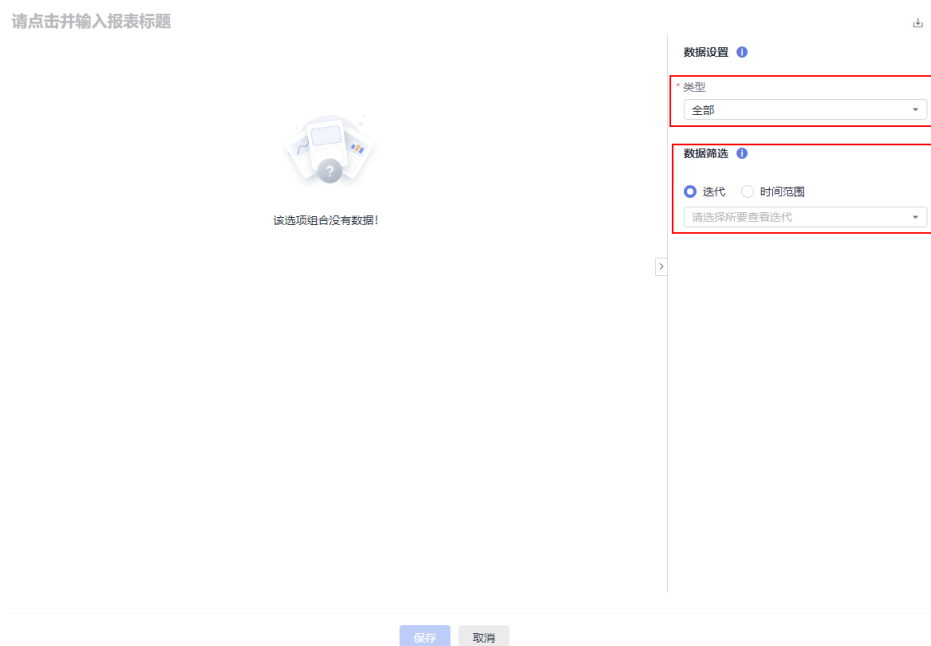 请点击并输入报表标题
数据设置
* 类型
全部
数据筛选
迭代 时间范围
请选择所要查看迭代
该选项组合没有数据!
保存 取消